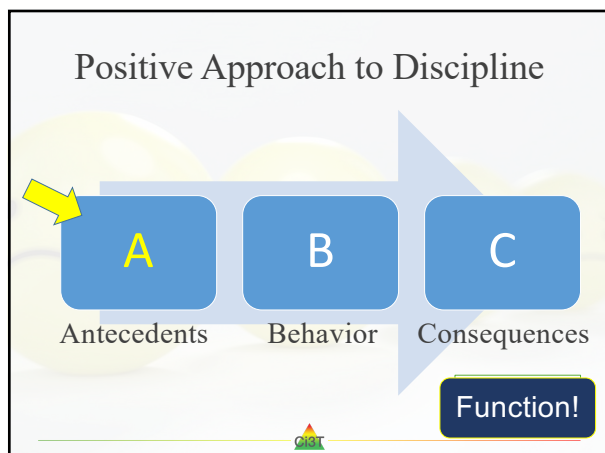 Positive Approach to Discipline
A B C
Antecedents Behavior Consequences
Function!
Ci3T